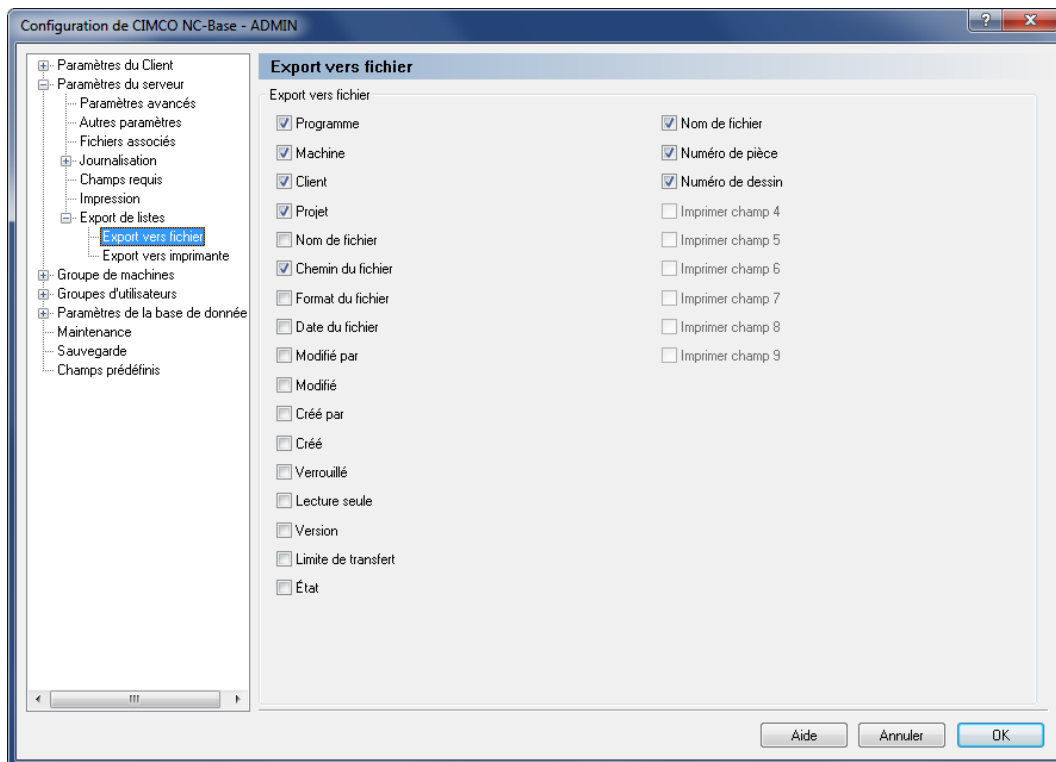 Configuration de CIMCO NC-Base - ADMIN
Paramètres du Client
Paramètres du serveur
Paramètres avancés
Autres paramètres
Fichiers associés
Journalisation
Champs requis
Impression
Export de listes
Export vers fichier
Export vers imprimante
Groupe de machines
Groupes d'utilisateurs
Paramètres de la base de donnée
Maintenance
Sauvegarde
Champs prédéfinis
Export vers fichier
Export vers fichier
Programme
Machine
Client
Projet
Nom de fichier
Chemin du fichier
Format du fichier
Date du fichier
Modifié par
Modifié
Créé par
Créé
Verrouillé
Lecture seule
Version
Limite de transfert
État
Nom de fichier
Numéro de pièce
Numéro de dessin
Imprimer champ 4
Imprimer champ 5
Imprimer champ 6
Imprimer champ 7
Imprimer champ 8
Imprimer champ 9
Aide
Annuler
OK